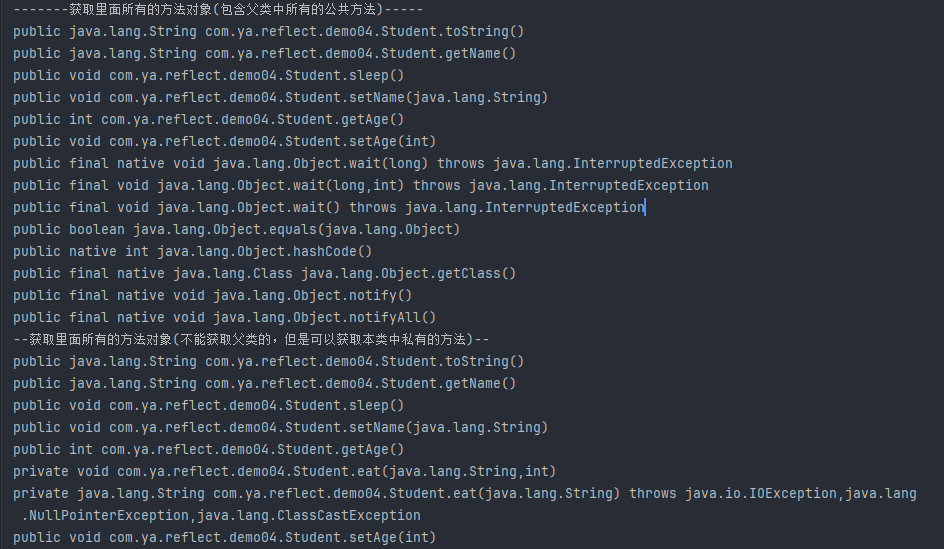 -------获取里面所有的方法对象(包含父类中所有的公共方法)-----
public java.lang.String com.ya.reflect.demo04.Student.toString()
public java.lang.String com.ya.reflect.demo04.Student.getName()
public void com.ya.reflect.demo04.Student.sleep()
public void com.ya.reflect.demo04.Student.setName(java.lang.String)
public int com.ya.reflect.demo04.Student.getAge()
public void com.ya.reflect.demo04.Student.setAge(int)
public final native void java.lang.Object.wait(long) throws java.lang.InterruptedException
public final void java.lang.Object.wait(long,int) throws java.lang.InterruptedException
public final void java.lang.Object.wait() throws java.lang.InterruptedException
public boolean java.lang.Object.equals(java.lang.Object)
public native int java.lang.Object.hashCode()
public final native java.lang.Class java.lang.Object.getClass()
public final native void java.lang.Object.notify()
public final native void java.lang.Object.notifyAll()
--获取里面所有的方法对象(不能获取父类的，但是可以获取本类中私有的方法)--
public java.lang.String com.ya.reflect.demo04.Student.toString()
public java.lang.String com.ya.reflect.demo04.Student.getName()
public void com.ya.reflect.demo04.Student.sleep()
public void com.ya.reflect.demo04.Student.setName(java.lang.String)
public int com.ya.reflect.demo04.Student.getAge()
private void com.ya.reflect.demo04.Student.eat(java.lang.String,int)
private java.lang.String com.ya.reflect.demo04.Student.eat(java.lang.String) throws java.io.IOException,java.lang
.NullPointerException,java.lang.ClassCastException
public void com.ya.reflect.demo04.Student.setAge(int)